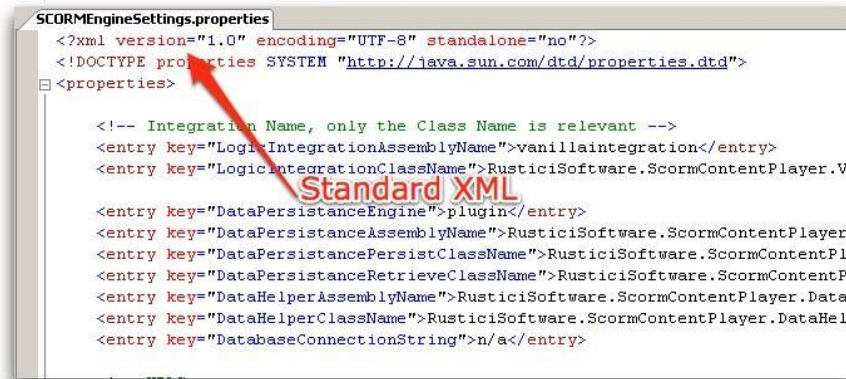 SCORMEngineSettings.properties
<?xml version="1.0" encoding="UTF-8" standalone="no"?>
<!DOCTYPE properties SYSTEM "http://java.sun.com/dtd/properties.dtd">
<properties>
<!-- Integration Name, only the Class Name is relevant -->
<entry key="LogicIntegrationAssemblyName">vanillaintegration</entry>
<entry key="LogicIntegrationClassName">RusticiSoftware.ScormContentPlayer.V
Standard XML
<entry key="DataPersistanceEngine">plugin</entry>
<entry key="DataPersistanceAssemblyName">RusticiSoftware.ScormContentPlayer
<entry key="DataPersistancePersistClassName">RusticiSoftware.ScormContentPl
<entry key="DataPersistanceRetrieveClassName">RusticiSoftware.ScormContentP
<entry key="DataHelperAssemblyName">RusticiSoftware.ScormContentPlayer.Data
<entry key="DataHelperClassName">RusticiSoftware.ScormContentPlayer.DataHel
<entry key="DatabaseConnectionString">n/a</entry>